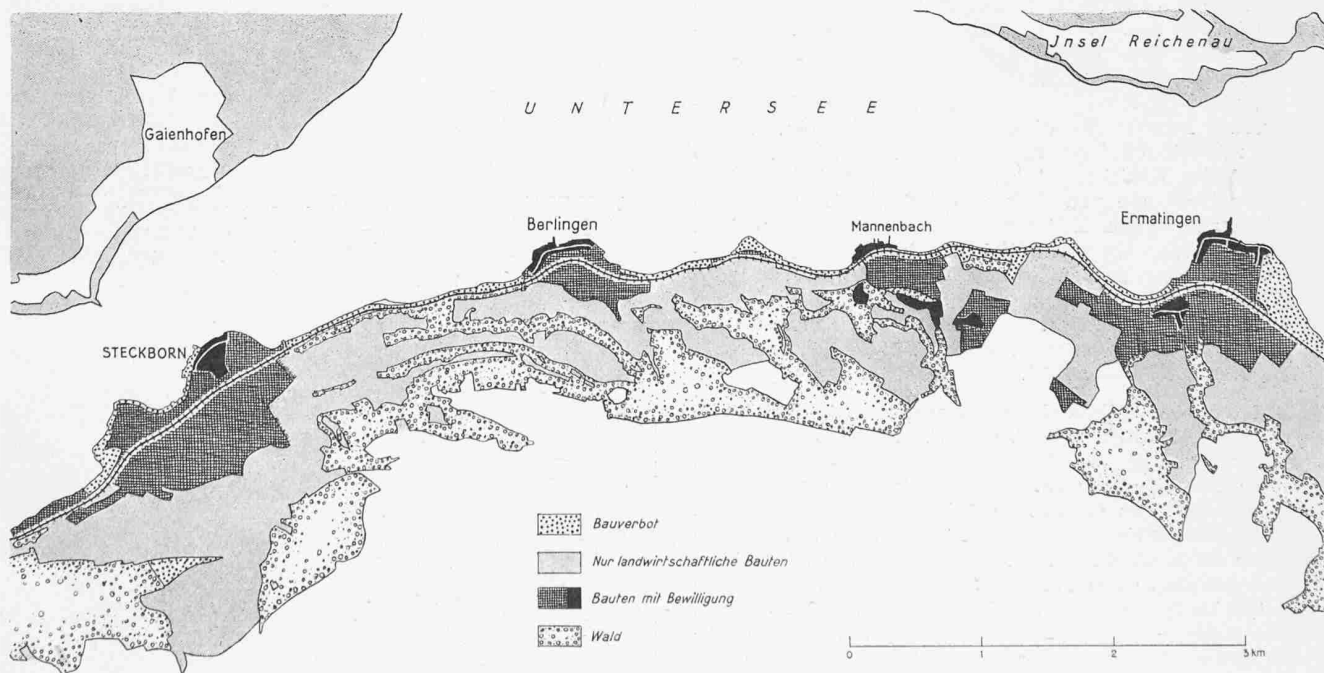 Jnsel Reichenau
UNTERSEE
Gaienhofen
Berlingen
Mannenbach
Ermatingen
STECKBORN
Bauverbot
Nur landwirtschaftliche Bauten
Bauten mit Bewilligung
Wald
0 1 2 3 km